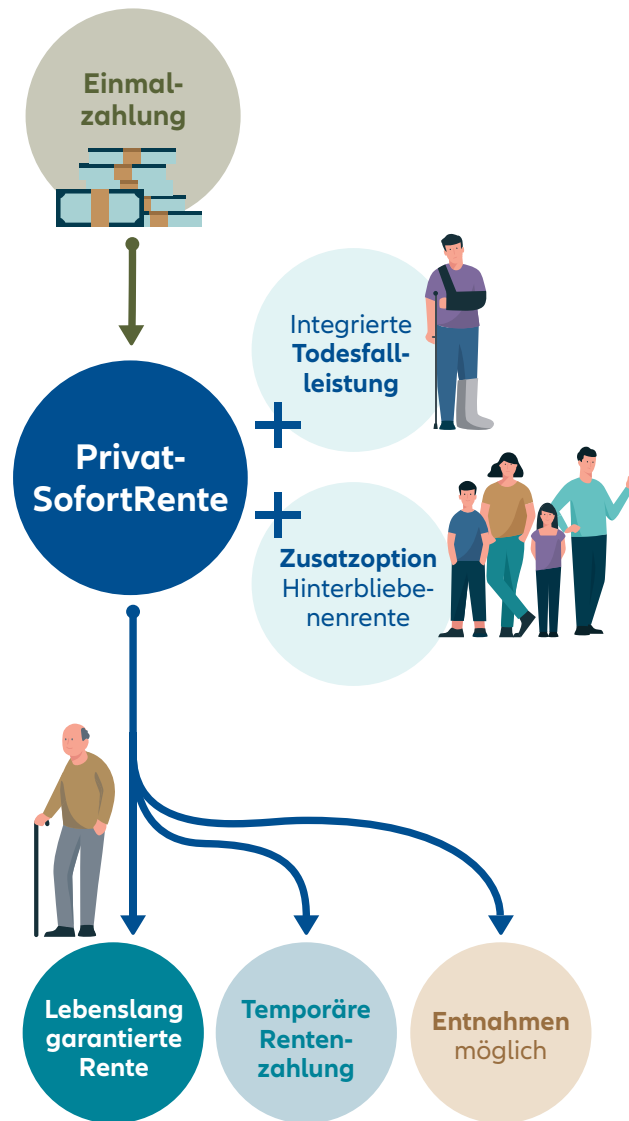 Einmal-
zahlung
Integrierte
Todesfall-
leistung
Privat-
SofortRente
Zusatzoption
Hinterbliebe-
nenrente
Lebenslang
garantierte
Rente
Temporäre
Renten-
zahlung
Entnahmen
möglich